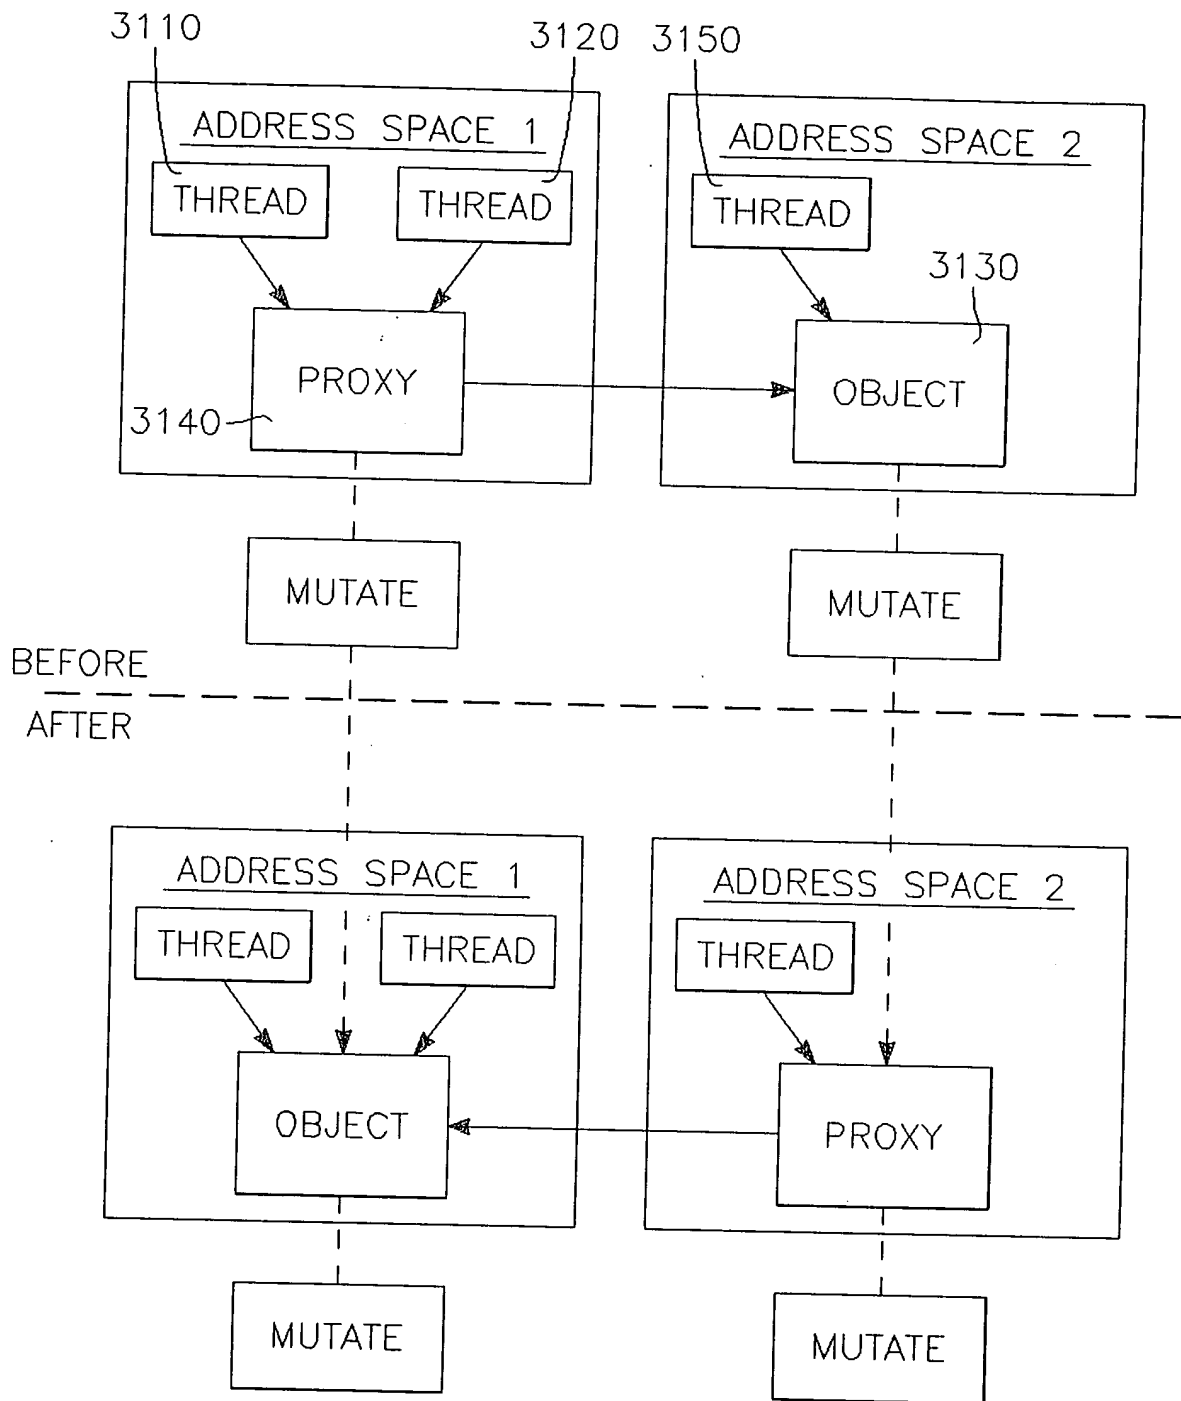 3110
3120
3150
ADDRESS SPACE 1
ADDRESS SPACE 2
THREAD
THREAD
THREAD
3130
PROXY
OBJECT
3140
MUTATE
MUTATE
BEFORE
AFTER
ADDRESS SPACE 1
ADDRESS SPACE 2
THREAD
THREAD
THREAD
OBJECT
PROXY
MUTATE
MUTATE